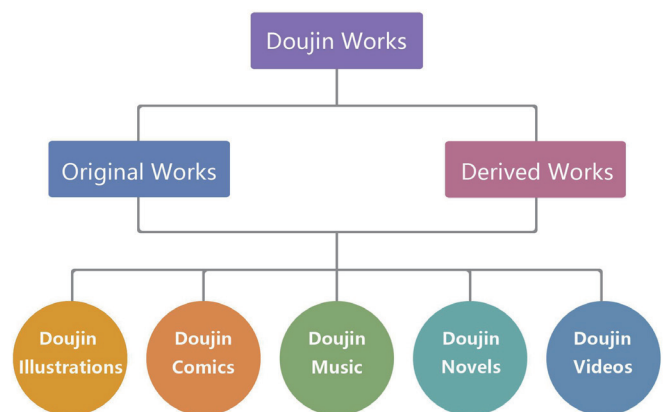 Doujin Works
Original Works
Derived Works
Doujin
Illustrations
Doujin
Comics
Doujin
Music
Doujin
Novels
Doujin
Videos